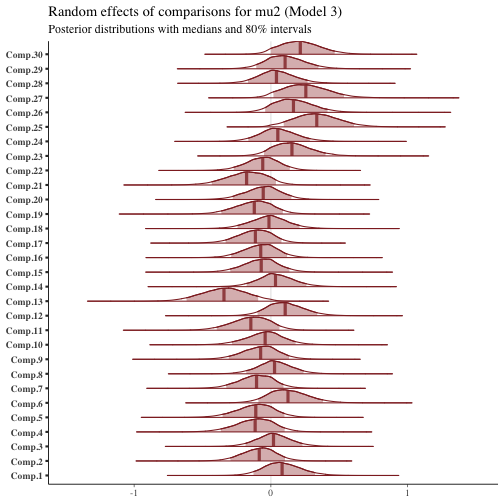 Random effects of comparisons for mu2 (Model 3)
Posterior distributions with medians and 80% intervals
Comp.30
Comp.29
Comp.28
Comp.27
Comp.26
Comp.25
Comp.24
Comp.23
Comp.22
Comp.21
Comp.20
Comp.19
Comp.18
Comp.17
Comp.16
Comp.15
Comp.14
Comp.13
Comp.12
Comp.11
Comp.10
Comp.9
Comp.8
Comp.7
Comp.6
Comp.5
Comp.4
Comp.3
Comp.2
Comp.1
-1 0 1